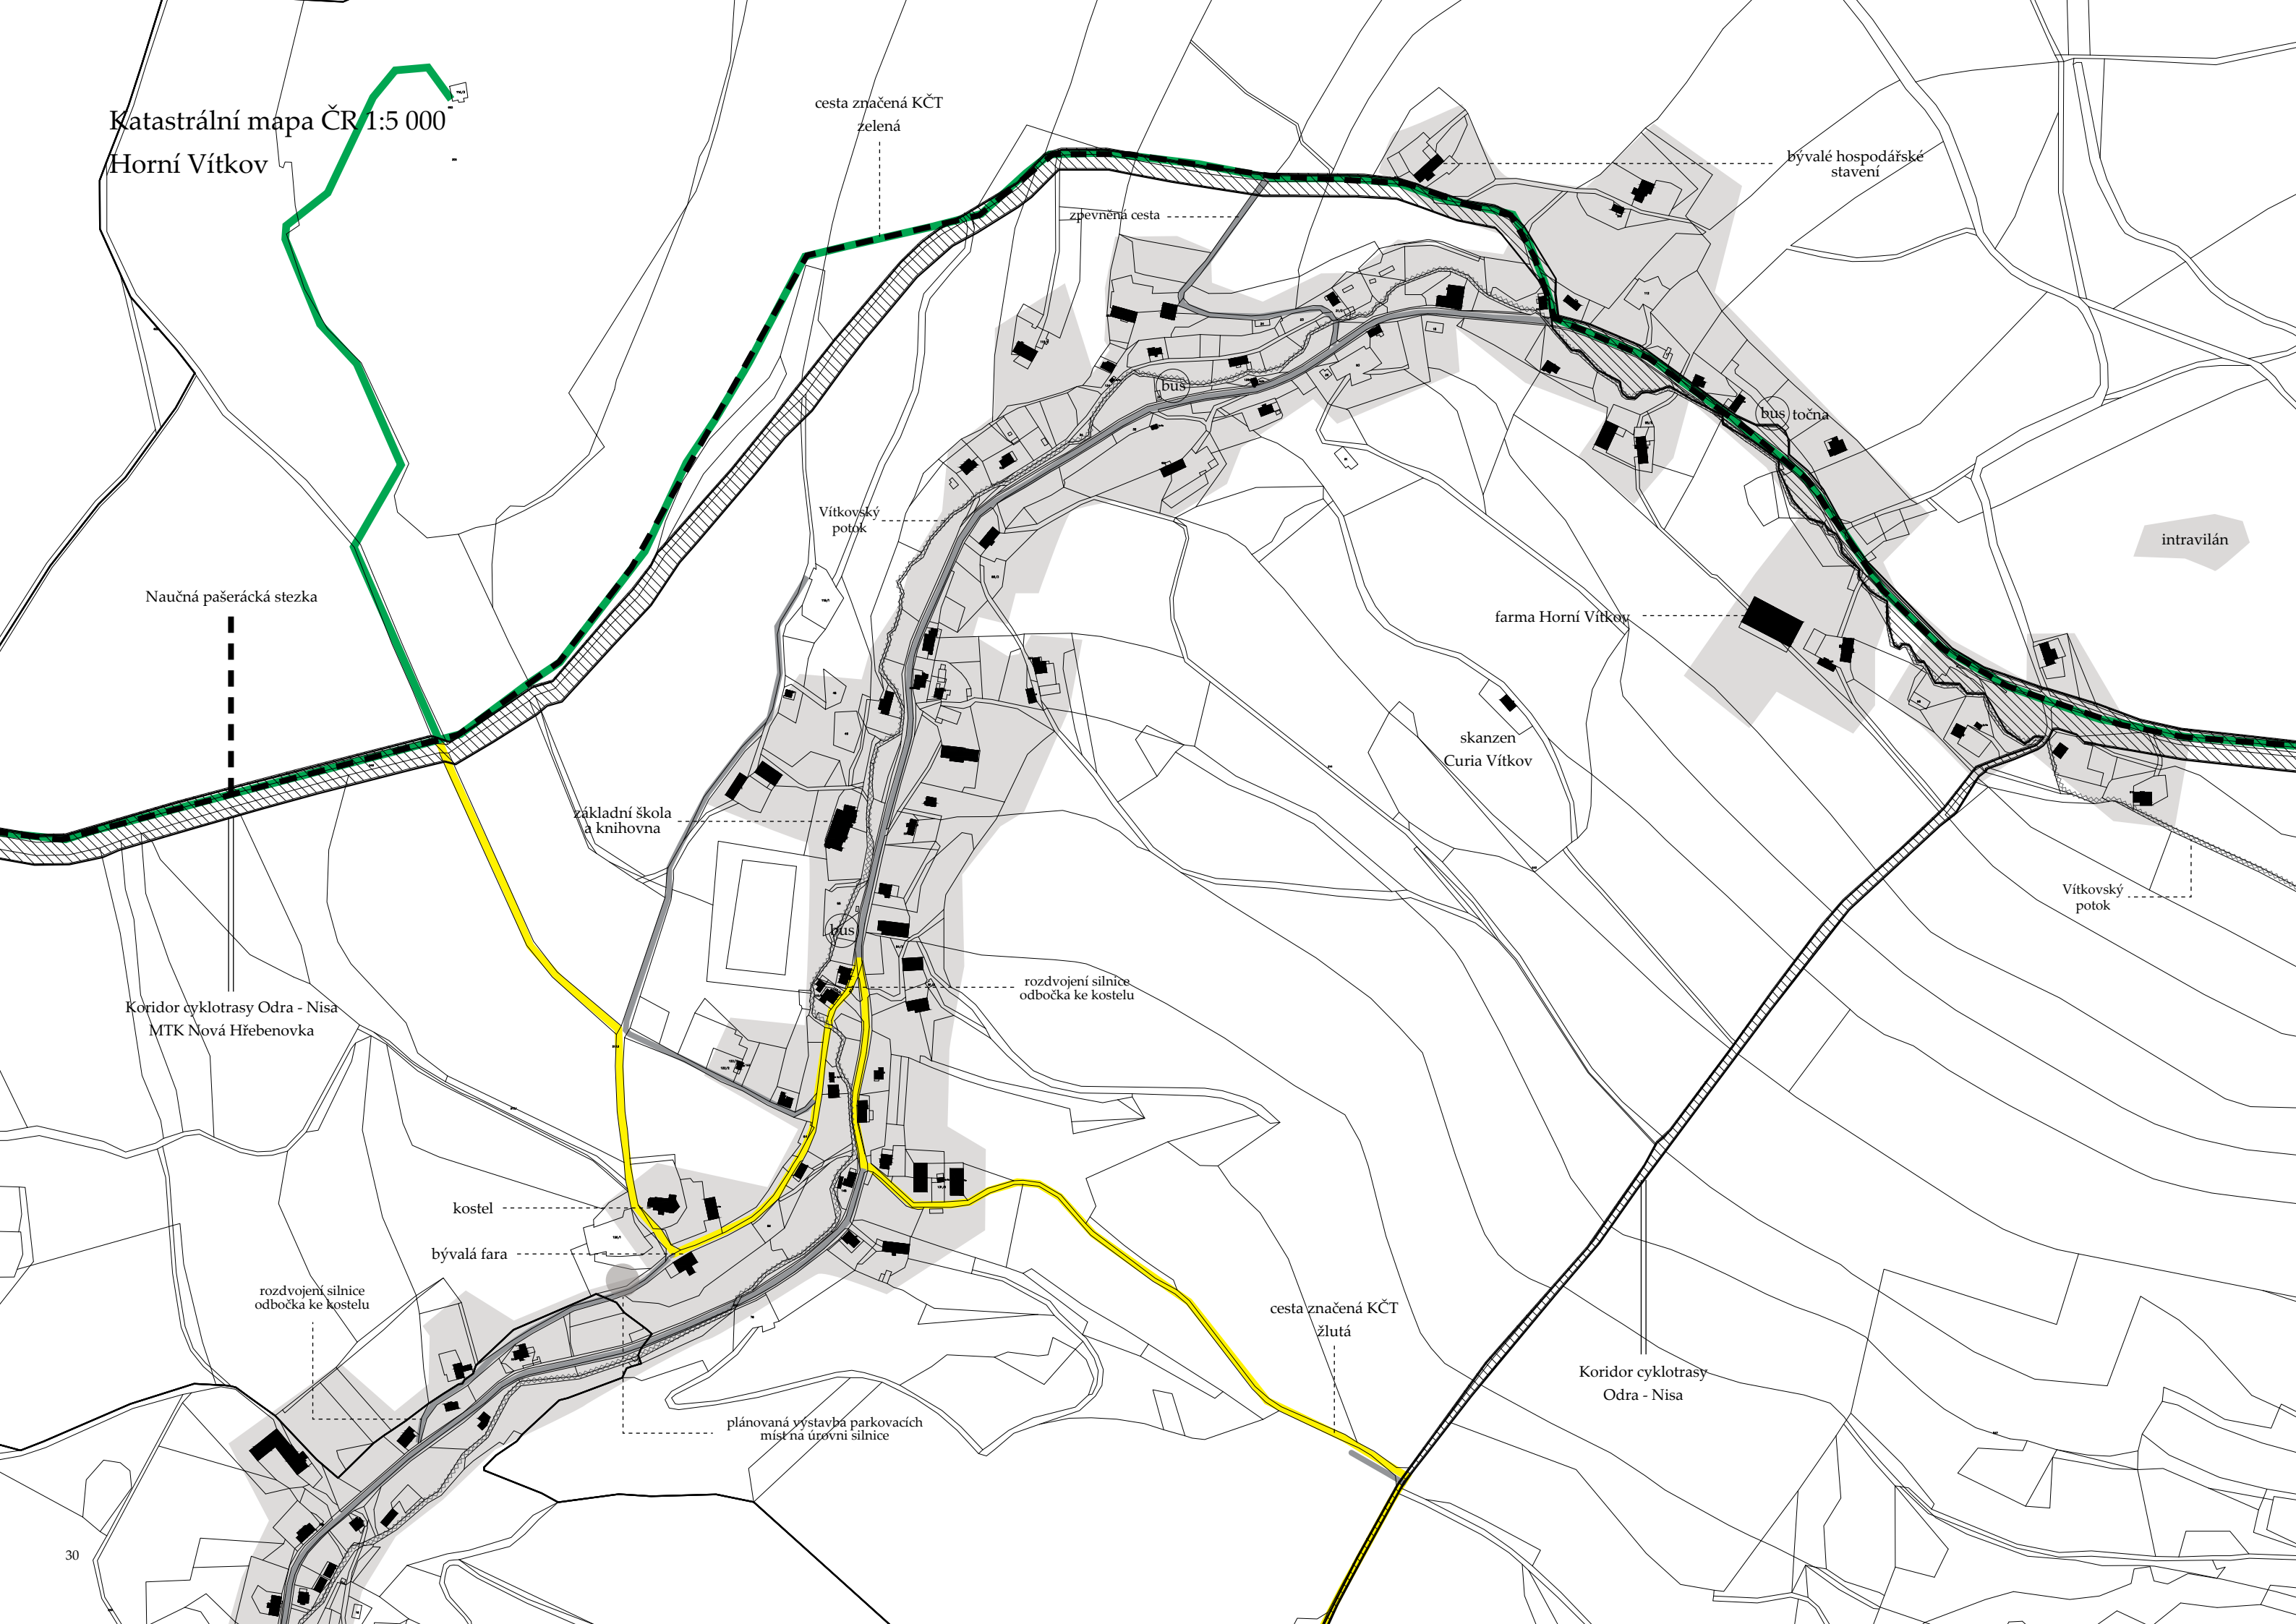 Katastrální mapa ČR 1:5 000
Horní Vítkov
cesta značená KČT
zelená
bývalé hospodářské
stavení
zpevněná cesta
bus
bus točna
Vítkovský
potok
intravilán
Naučná pašerácká stezka
farma Horní Vítkov
skanzen
Curia Vítkov
základní škola
a knihovna
Vítkovský
potok
bus
rozdvojení silnice
odbočka ke kostelu
Koridor cyklotrasy Odra - Nisa
MTK Nová Hřebenovka
kostel
bývalá fara
rozdvojení silnice
odbočka ke kostelu
cesta značená KČT
žlutá
Koridor cyklotrasy
Odra - Nisa
plánovaná výstavba parkovacích
míst na úrovni silnice
30